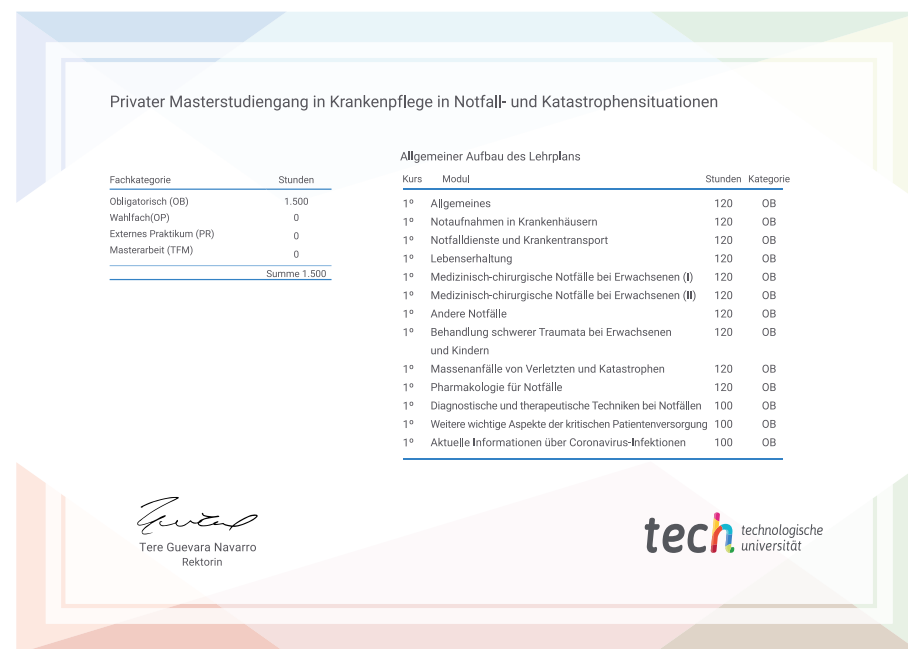 Privater Masterstudiengang in Krankenpflege in Notfall- und Katastrophensituationen
Fachkategorie Stunden
Obligatorisch (OB) 1.500
Wahlfach(OP) 0
Externes Praktikum (PR) 0
Masterarbeit (TFM) 0
Summe 1.500
Allgemeiner Aufbau des Lehrplans
Kurs Modul Stunden Kategorie
1º Allgemeines 120 OB
1º Notaufnahmen in Krankenhäusern 120 OB
1º Notfalldienste und Krankentransport 120 OB
1º Lebenserhaltung 120 OB
1º Medizinisch-chirurgische Notfälle bei Erwachsenen (I) 120 OB
1º Medizinisch-chirurgische Notfälle bei Erwachsenen (II) 120 OB
1º Andere Notfälle 120 OB
1º Behandlung schwerer Traumata bei Erwachsenen 120 OB
und Kindern
1º Massenanfälle von Verletzten und Katastrophen 120 OB
1º Pharmakologie für Notfälle 120 OB
1º Diagnostische und therapeutische Techniken bei Notfällen 100 OB
1º Weitere wichtige Aspekte der kritischen Patientenversorgung 100 OB
1º Aktuelle Informationen über Coronavirus-Infektionen 100 OB
Tere Guevara Navarro
Rektorin
tech technologische
universität